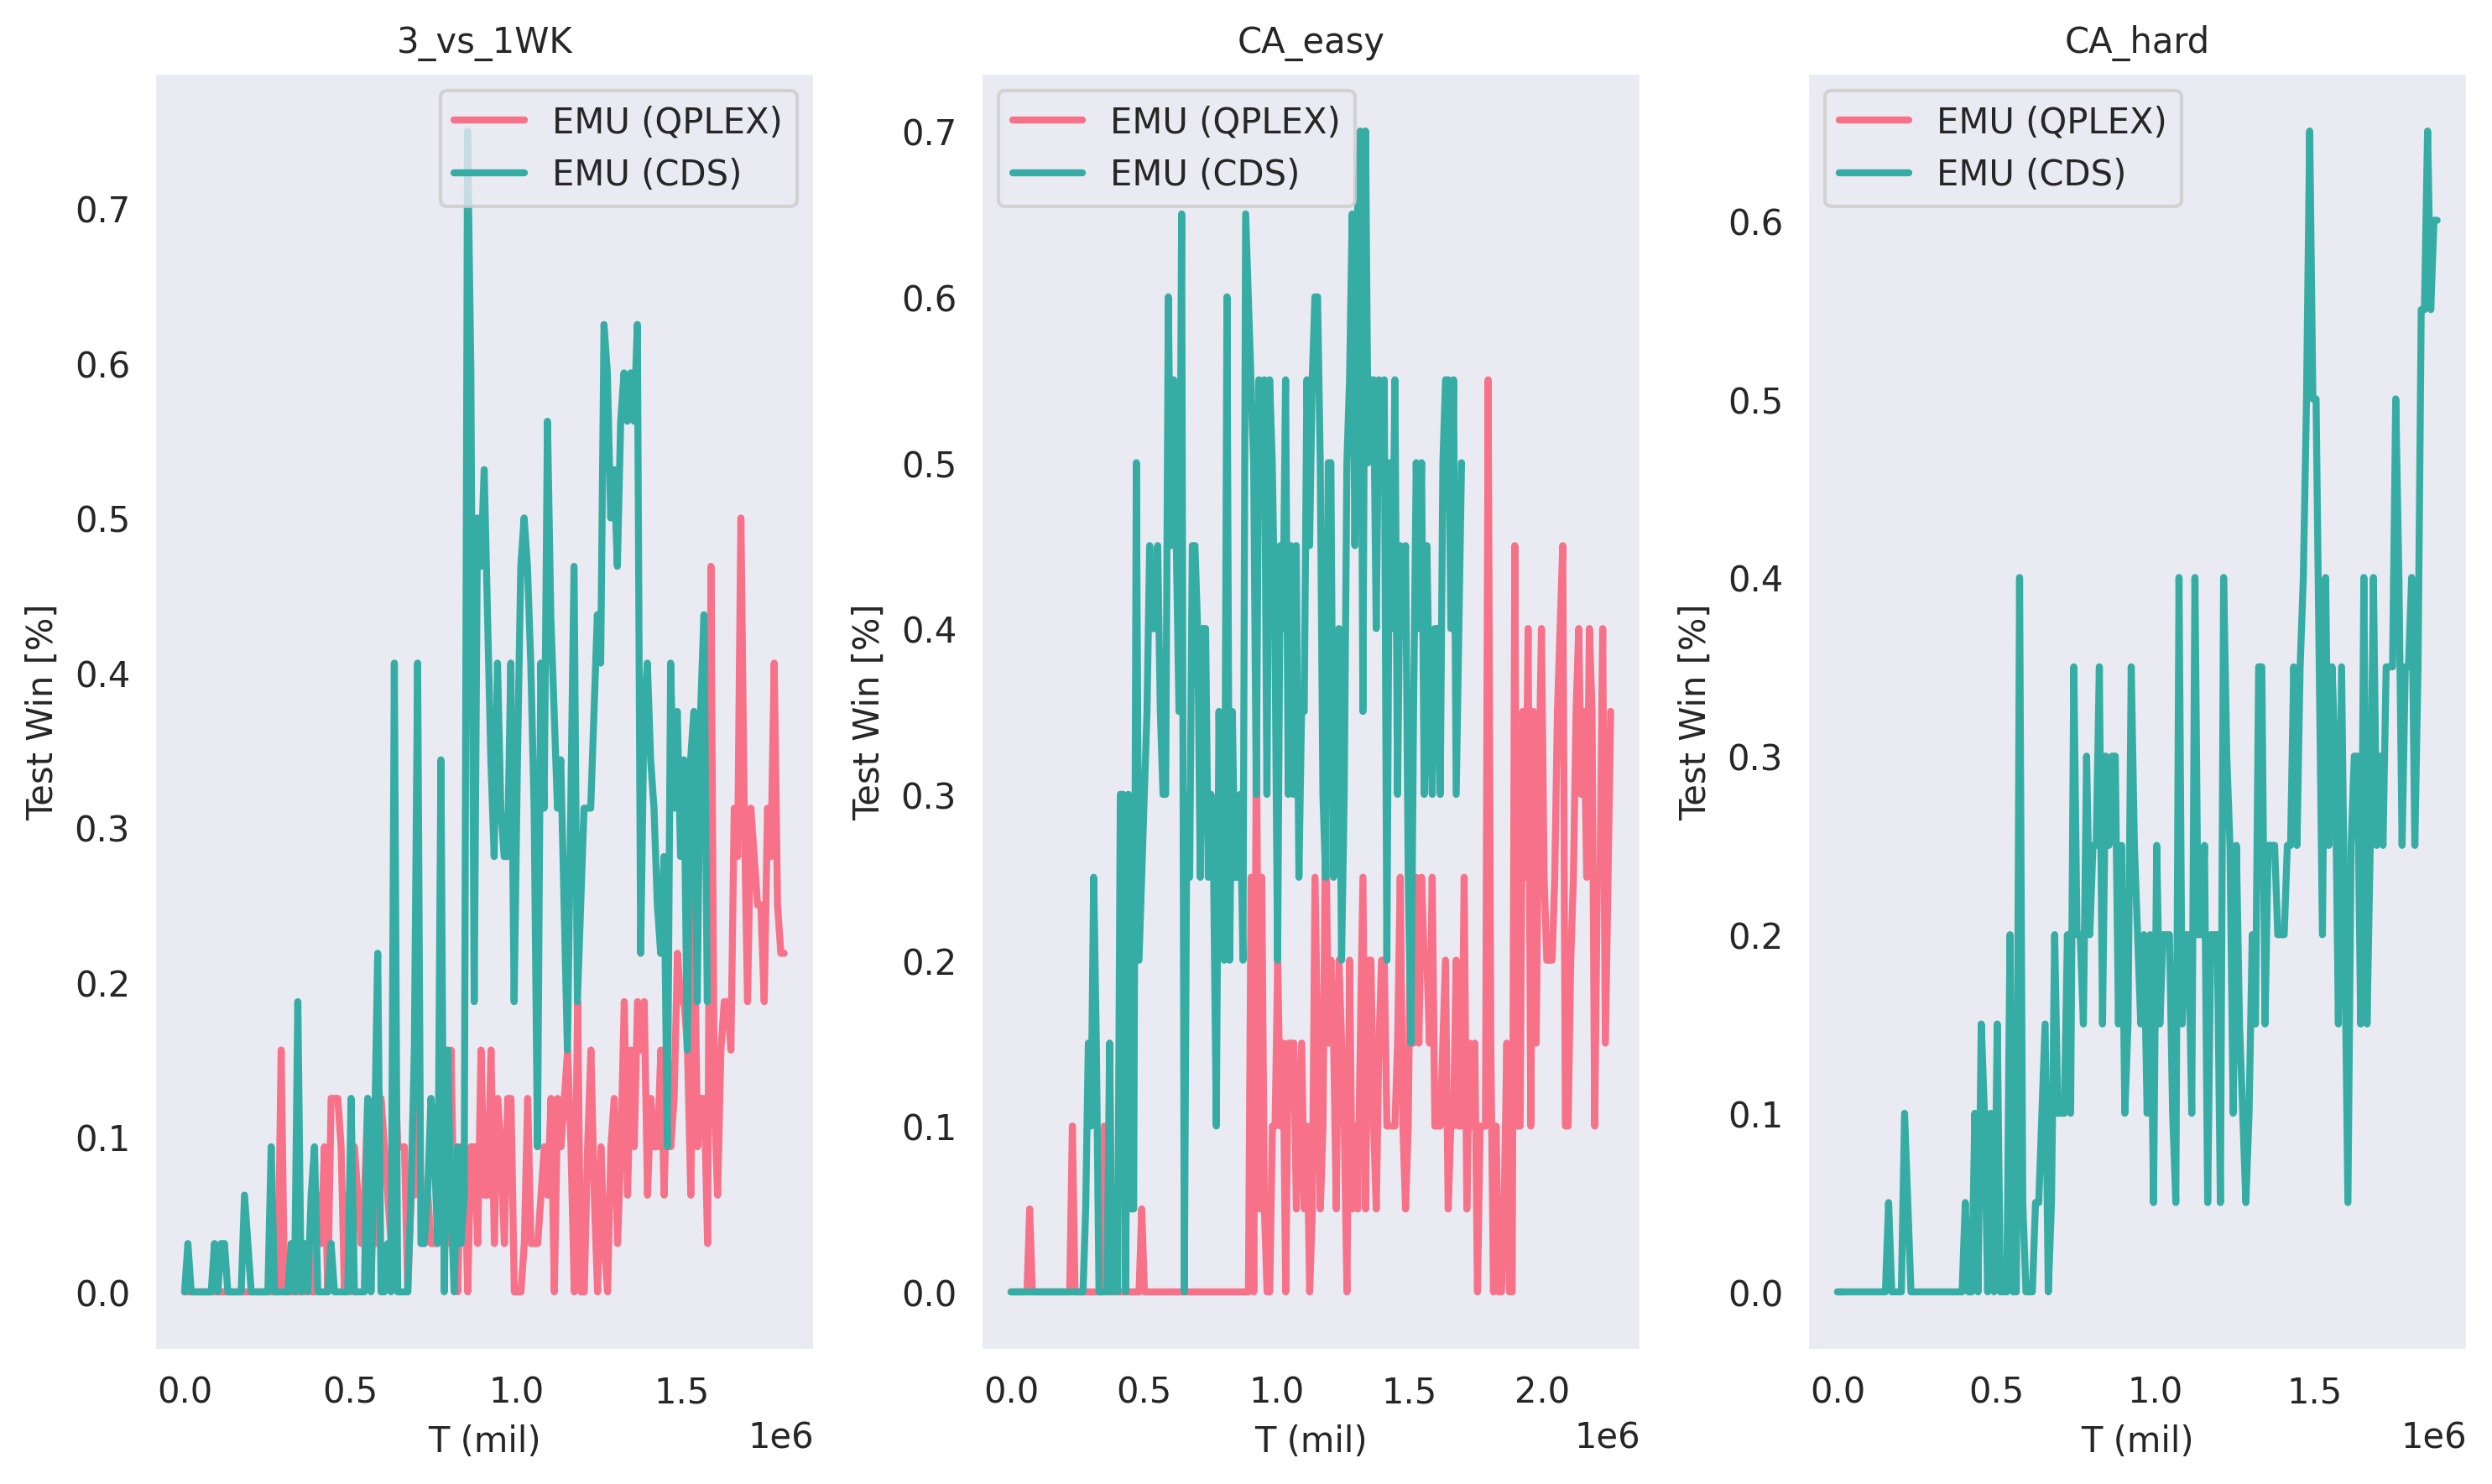 3_vs_1WK
EMU (QPLEX)
EMU (CDS)
0.7
0.6
0.5
0.4
0.3
0.2
0.1
0.0
Test Win [%]
0.0 0.5 1.0 1.5
T (mil)
1e6
CA_easy
EMU (QPLEX)
EMU (CDS)
0.7
0.6
0.5
0.4
0.3
0.2
0.1
0.0
Test Win [%]
0.0 0.5 1.0 1.5 2.0
T (mil)
1e6
CA_hard
EMU (QPLEX)
EMU (CDS)
0.6
0.5
0.4
0.3
0.2
0.1
0.0
Test Win [%]
0.0 0.5 1.0 1.5
T (mil)
1e6